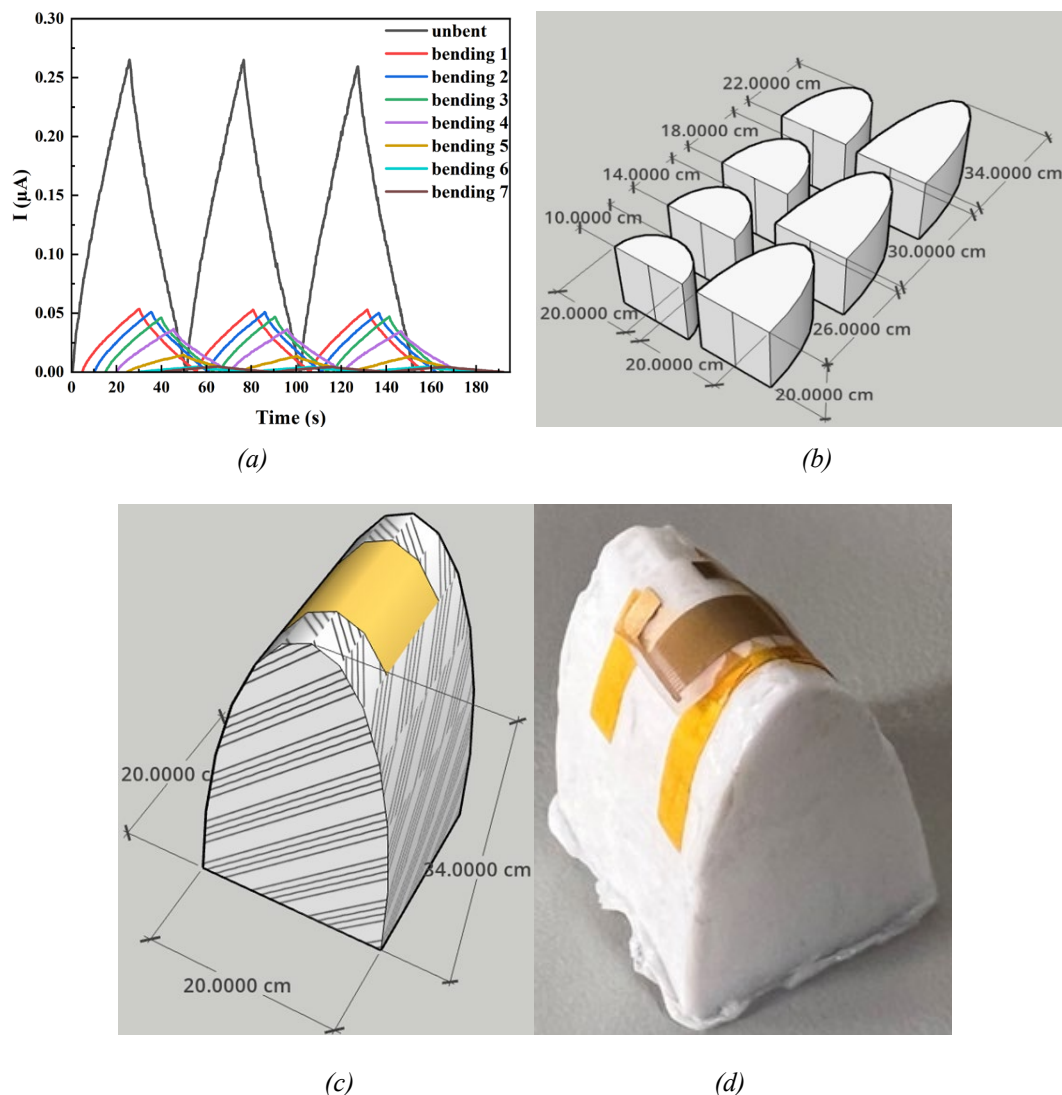 0.30
0.25
0.20
0.15
0.10
0.05
0.00
I (μA)
0 20 40 60 80 100 120 140 160 180
Time (s)
unbent
bending 1
bending 2
bending 3
bending 4
bending 5
bending 6
bending 7
(a)
22.0000 cm
18.0000 cm
14.0000 cm
10.0000 cm
34.0000 cm
30.0000 cm
26.0000 cm
20.0000 cm
20.0000 cm
20.0000 cm
(b)
20.0000 c
34.0000 cm
20.0000 cm
(c)
(d)